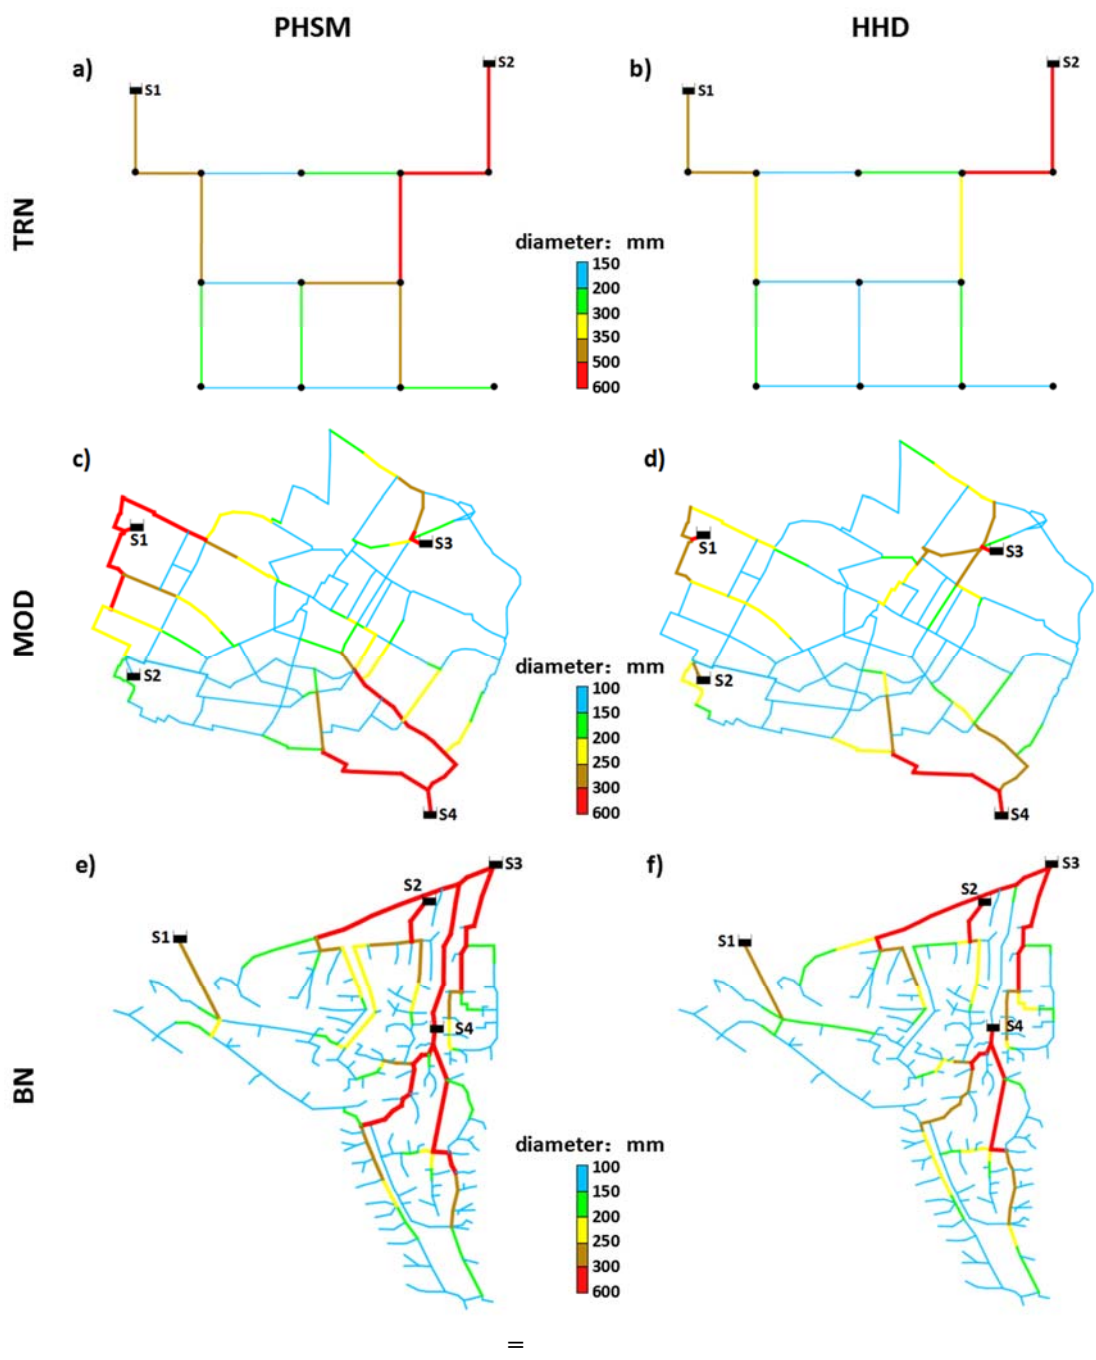 PHSM HHD
a) S1 S2
b) S1 S2
TRN
diameter: mm
150
200
300
350
500
600
c) S1 S2 S3 S4
d) S1 S2 S3 S4
MOD
diameter: mm
100
150
200
250
300
600
e) S1 S2 S3 S4
f) S1 S2 S3 S4
BN
diameter: mm
100
150
200
250
300
600
=